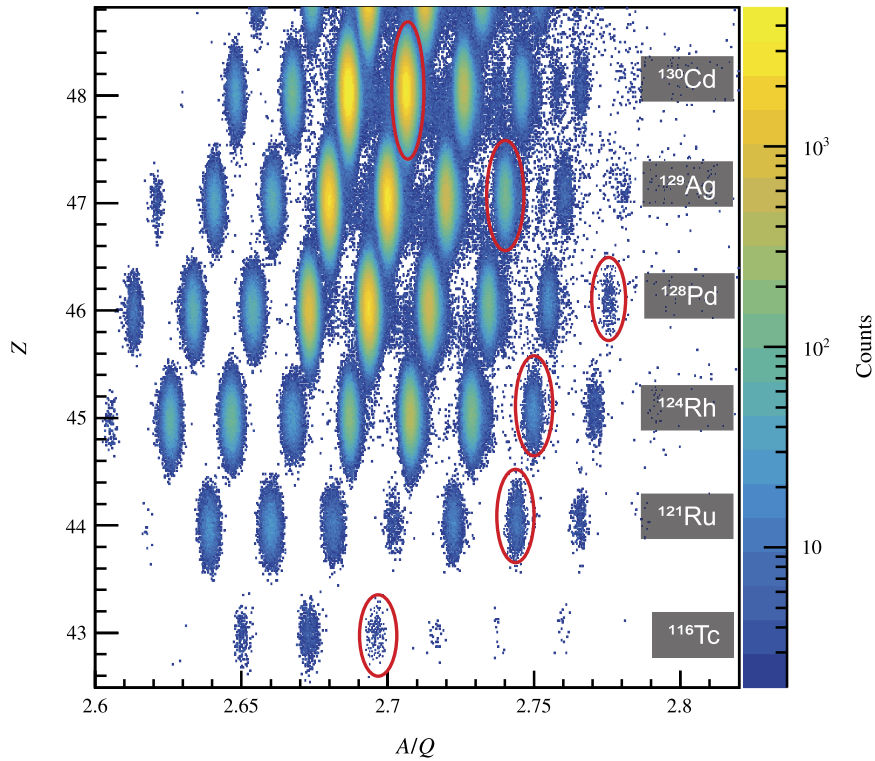 48
47
46
45
44
43
Z
2.6
2.65
2.7
2.75
2.8
A/Q
¹³⁰Cd
¹²⁹Ag
¹²⁸Pd
¹²⁴Rh
¹²¹Ru
¹¹⁶Tc
10³
10²
10
Counts